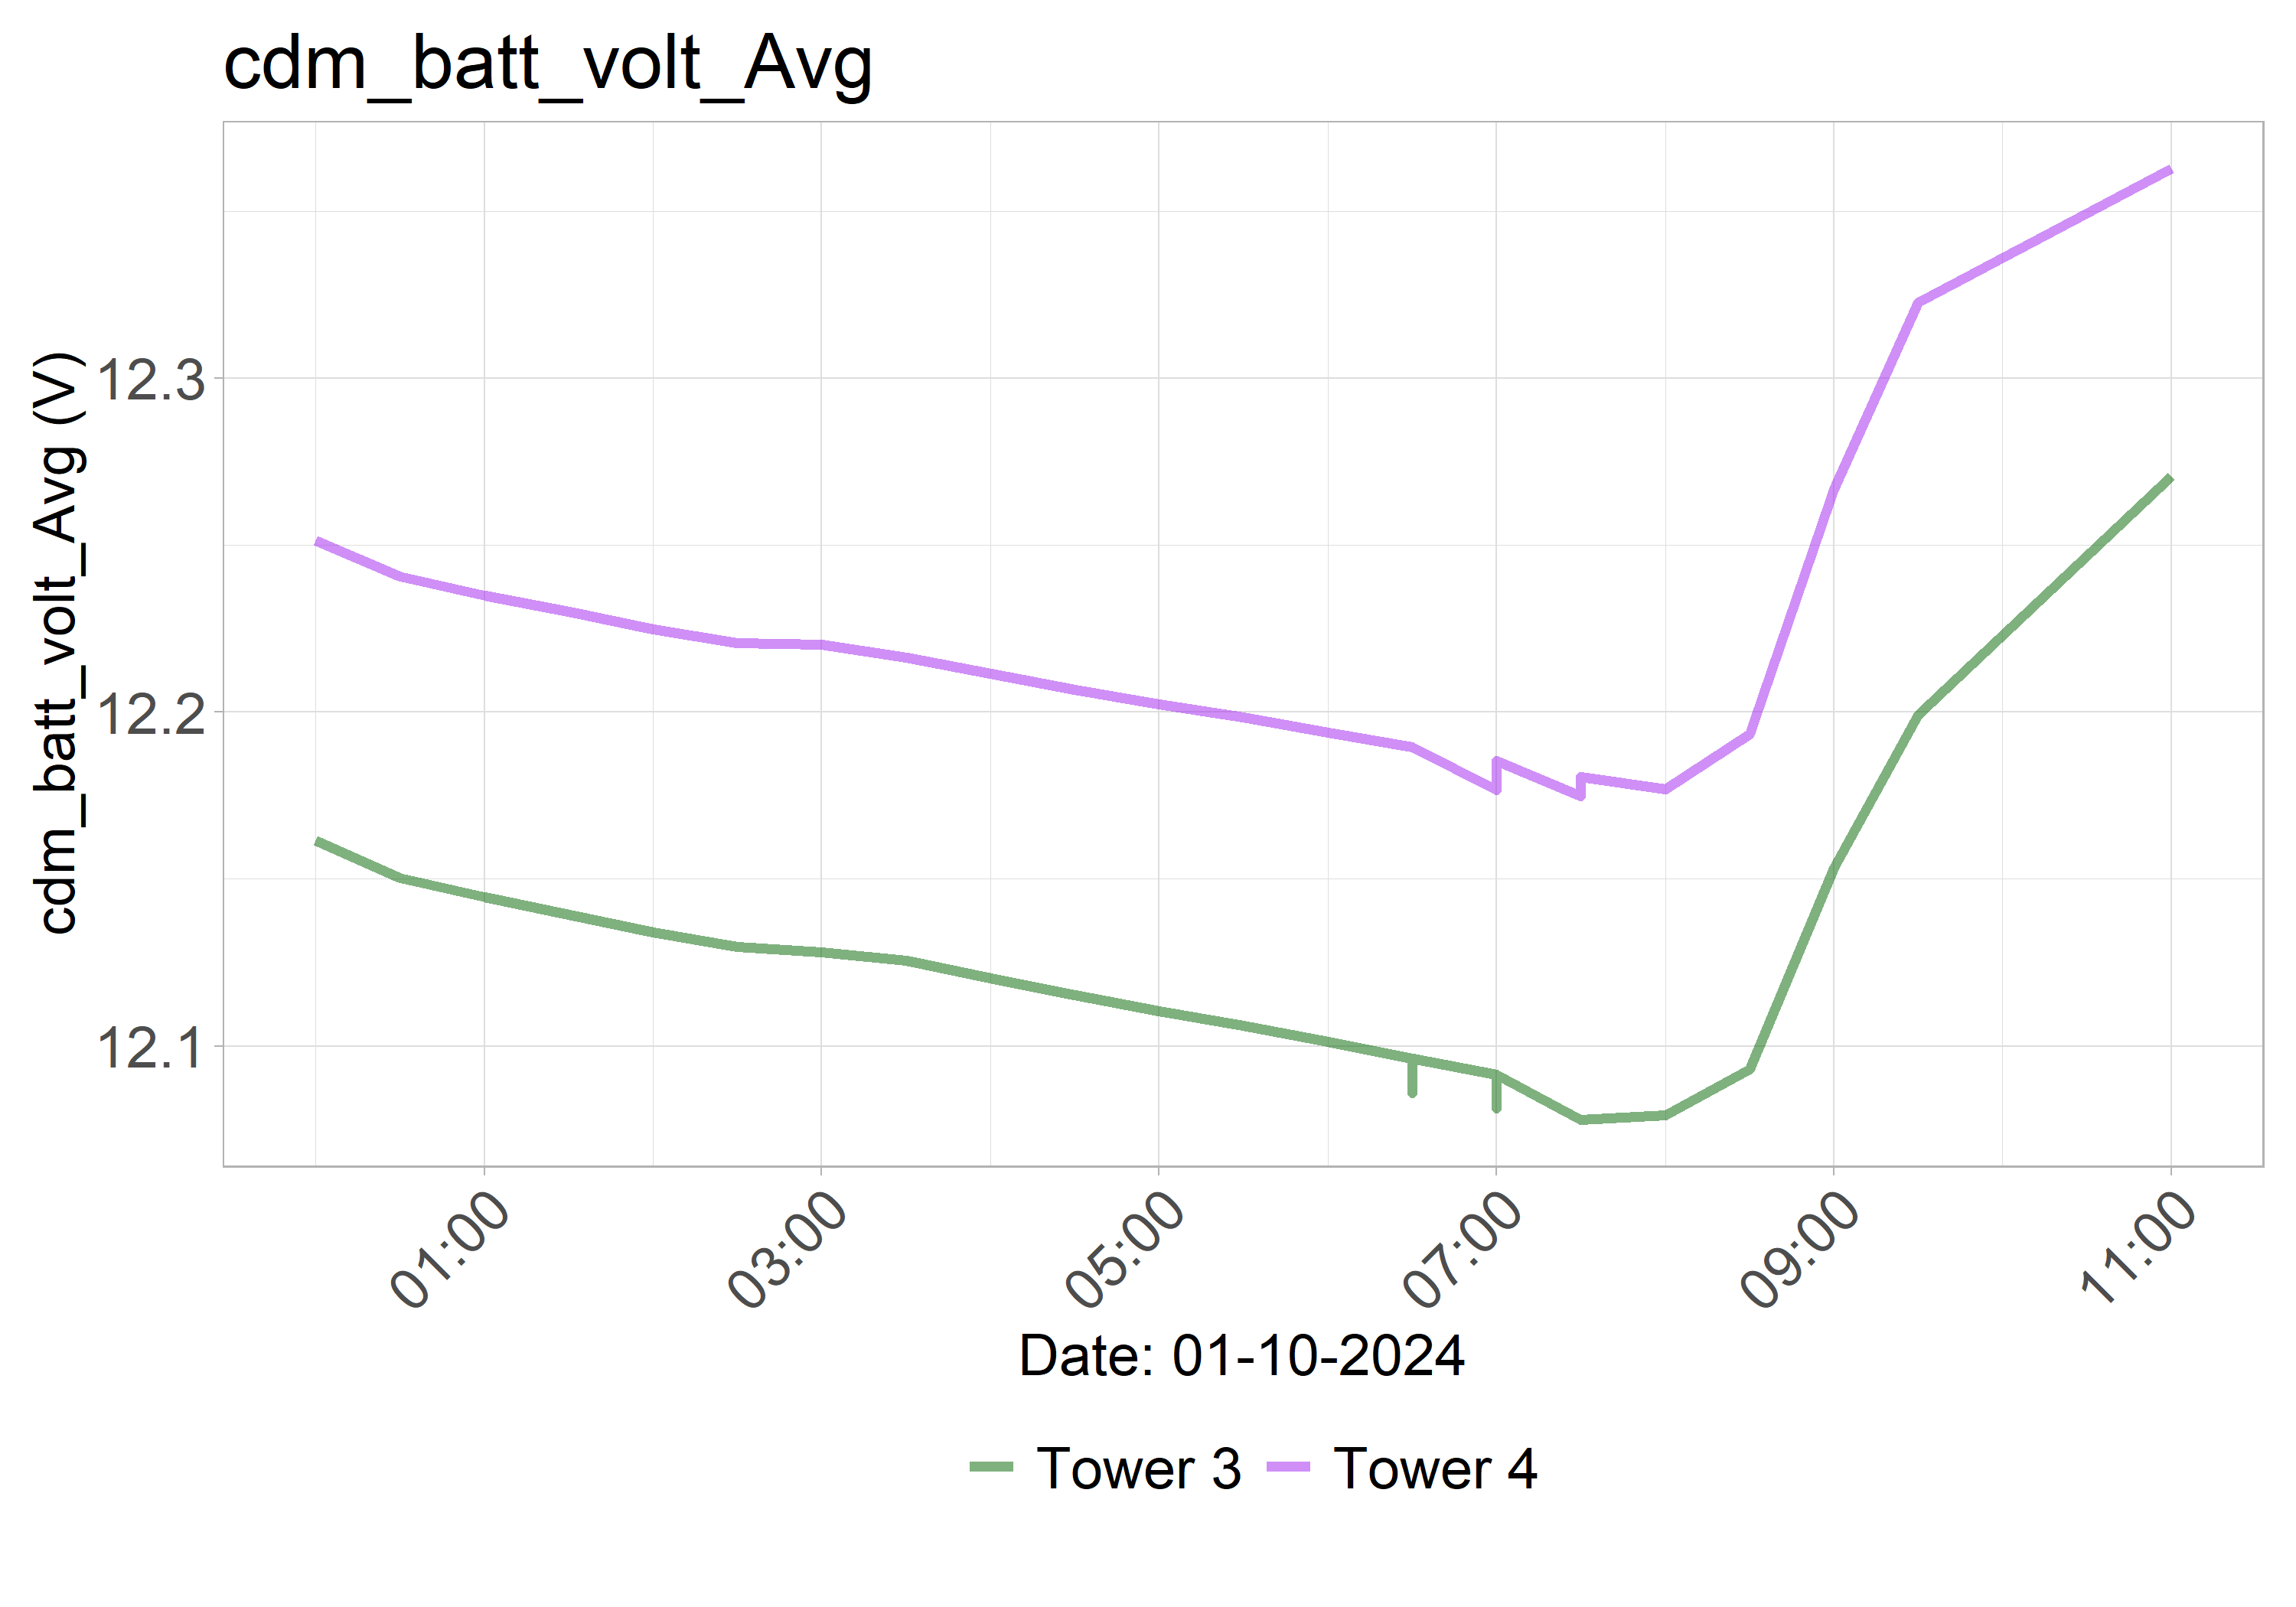 cdm_batt_volt_Avg
cdm_batt_volt_Avg (V)
12.3
12.2
12.1
01:00
03:00
05:00
07:00
09:00
11:00
Date: 01-10-2024
Tower 3
Tower 4